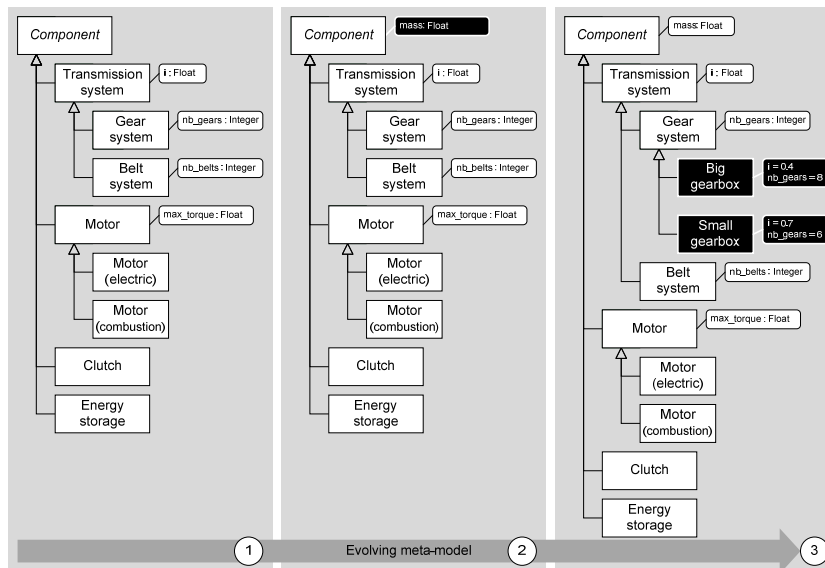 Component
Transmission
system
i : Float
Gear
system
nb_gears : Integer
Belt
system
nb_belts : Integer
Motor
max_torque : Float
Motor
(electric)
Motor
(combustion)
Clutch
Energy
storage
Component
mass: Float
Transmission
system
i : Float
Gear
system
nb_gears : Integer
Belt
system
nb_belts : Integer
Motor
max_torque : Float
Motor
(electric)
Motor
(combustion)
Clutch
Energy
storage
Component
mass: Float
Transmission
system
i : Float
Gear
system
nb_gears : Integer
Big
gearbox
i = 0.4
nb_gears = 8
Small
gearbox
i = 0.7
nb_gears = 6
Belt
system
nb_belts : Integer
Motor
max_torque : Float
Motor
(electric)
Motor
(combustion)
Clutch
Energy
storage
1
Evolving meta-model
2
3